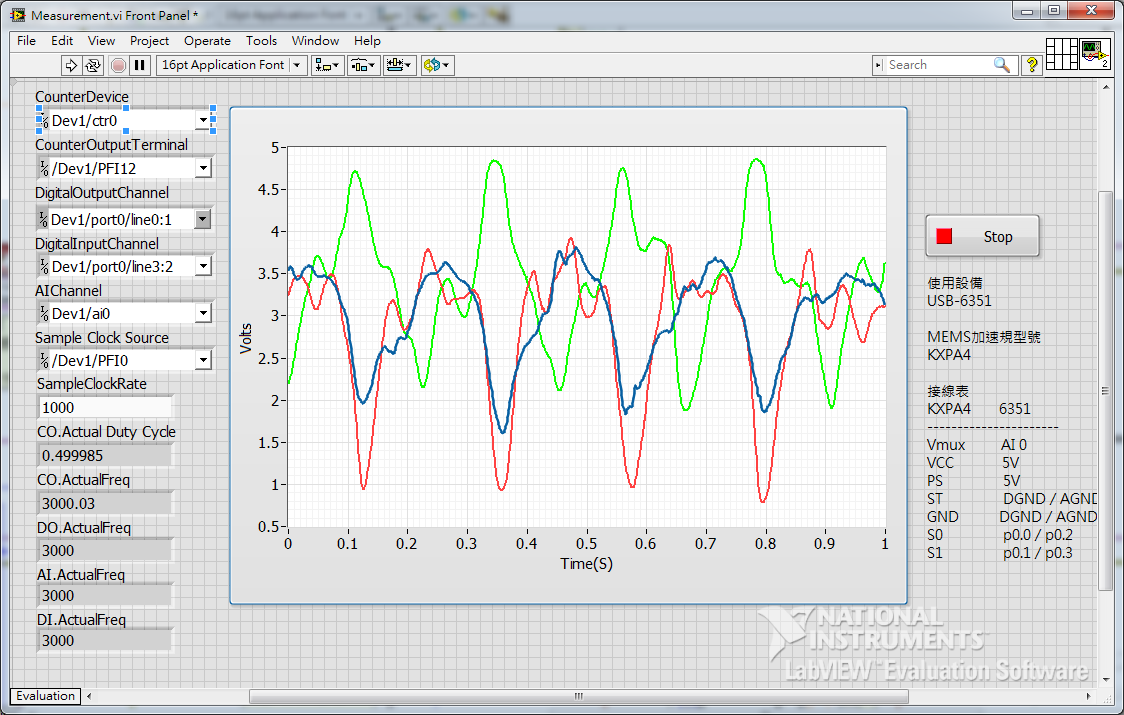 Measurement.vi Front Panel *
File Edit View Project Operate Tools Window Help
16pt Application Font
Search
2
CounterDevice
Dev1/ctr0
CounterOutputTerminal
/Dev1/PFI12
DigitalOutputChannel
Dev1/port0/line0:1
DigitalInputChannel
Dev1/port0/line3:2
AIChannel
Dev1/ai0
Sample Clock Source
/Dev1/PFI0
SampleClockRate
1000
CO.Actual Duty Cycle
0.499985
CO.ActualFreq
3000.03
DO.ActualFreq
3000
AI.ActualFreq
3000
DI.ActualFreq
3000
5
4.5
4
3.5
3
2.5
2
1.5
1
0.5
Volts
0 0.1 0.2 0.3 0.4 0.5 0.6 0.7 0.8 0.9 1
Time(S)
Stop
使用設備
USB-6351
MEMS加速規型號
KXPA4
接線表
KXPA4 6351
-----------------------
Vmux AI 0
VCC 5V
PS 5V
ST DGND / AGND
GND DGND / AGND
S0 p0.0 / p0.2
S1 p0.1 / p0.3
NATIONAL
INSTRUMENTS
LabVIEW™ Evaluation Software
Evaluation